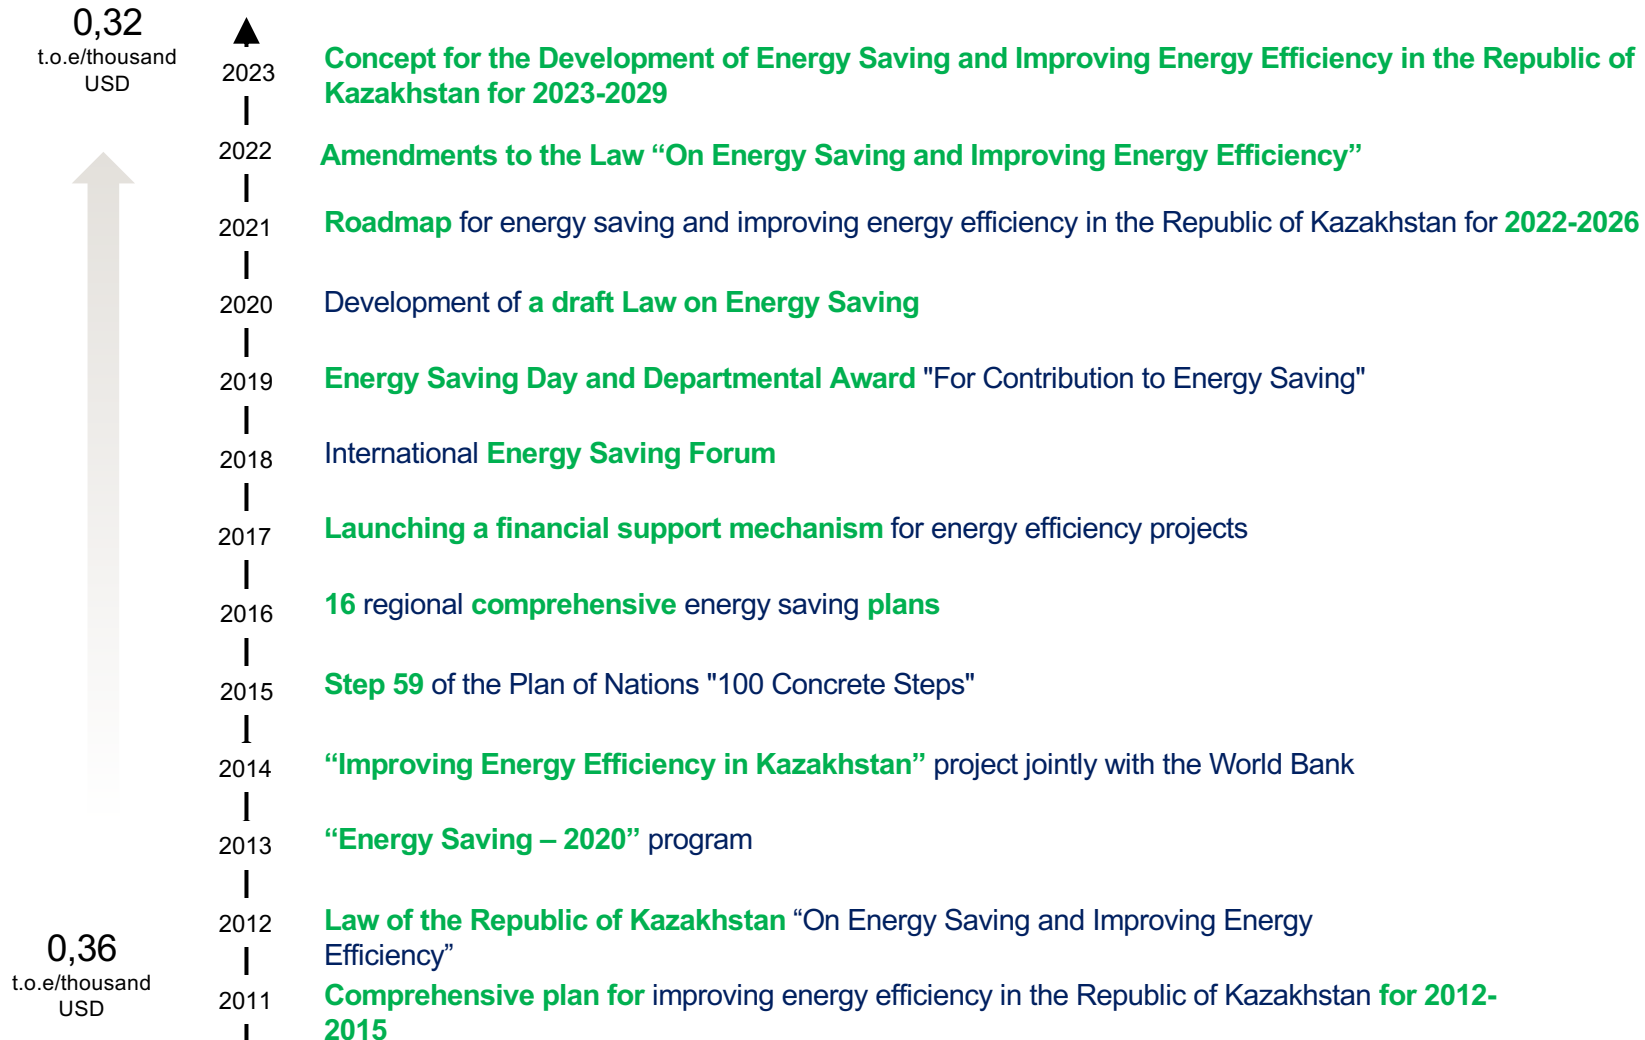 0,32
t.o.e/thousand
USD
2023
Concept for the Development of Energy Saving and Improving Energy Efficiency in the Republic of
Kazakhstan for 2023-2029
2022
Amendments to the Law “On Energy Saving and Improving Energy Efficiency”
2021
Roadmap for energy saving and improving energy efficiency in the Republic of Kazakhstan for 2022-2026
2020
Development of a draft Law on Energy Saving
2019
Energy Saving Day and Departmental Award "For Contribution to Energy Saving"
2018
International Energy Saving Forum
2017
Launching a financial support mechanism for energy efficiency projects
2016
16 regional comprehensive energy saving plans
2015
Step 59 of the Plan of Nations "100 Concrete Steps"
2014
“Improving Energy Efficiency in Kazakhstan” project jointly with the World Bank
2013
“Energy Saving – 2020” program
2012
Law of the Republic of Kazakhstan “On Energy Saving and Improving Energy
Efficiency”
0,36
t.o.e/thousand
USD
2011
Comprehensive plan for improving energy efficiency in the Republic of Kazakhstan for 2012-
2015